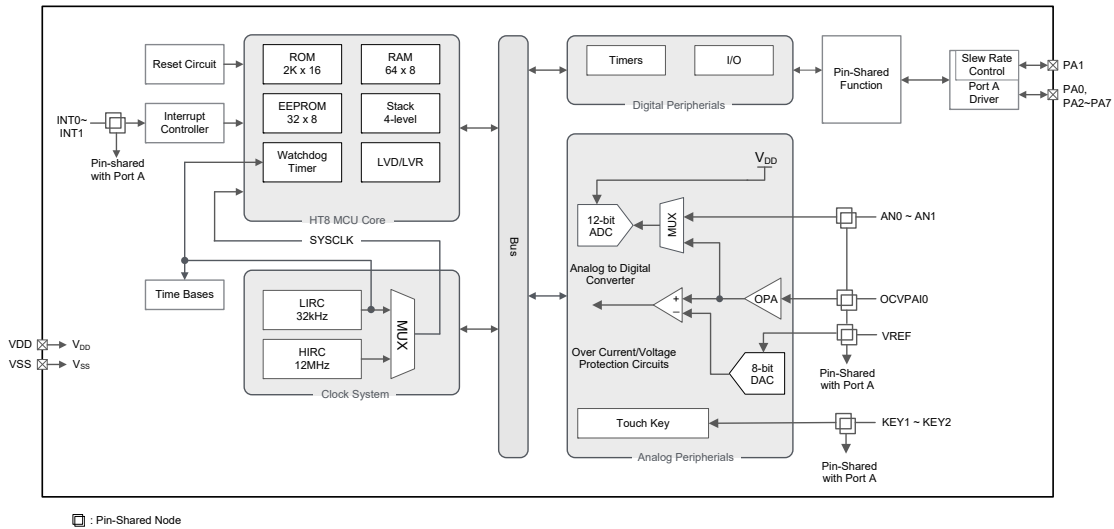 Reset Circuit
INT0~
INT1
Interrupt
Controller
Pin-shared
with Port A
ROM
2K x 16
RAM
64 x 8
EEPROM
32 x 8
Stack
4-level
Watchdog
Timer
LVD/LVR
HT8 MCU Core
SYSCLK
Time Bases
LIRC
32kHz
HIRC
12MHz
MUX
Clock System
VDD
VDD
VSS
VSS
Bus
Timers
I/O
Digital Peripherals
Pin-Shared
Function
Slew Rate
Control
Port A
Driver
PA1
PA0,
PA2~PA7
VDD
12-bit
ADC
MUX
AN0 ~ AN1
Analog to Digital
Converter
+
−
OPA
OCVPAI0
VREF
Over Current/Voltage
Protection Circuits
8-bit
DAC
Pin-Shared
with Port A
Touch Key
KEY1 ~ KEY2
Analog Peripherals
Pin-Shared
with Port A
: Pin-Shared Node